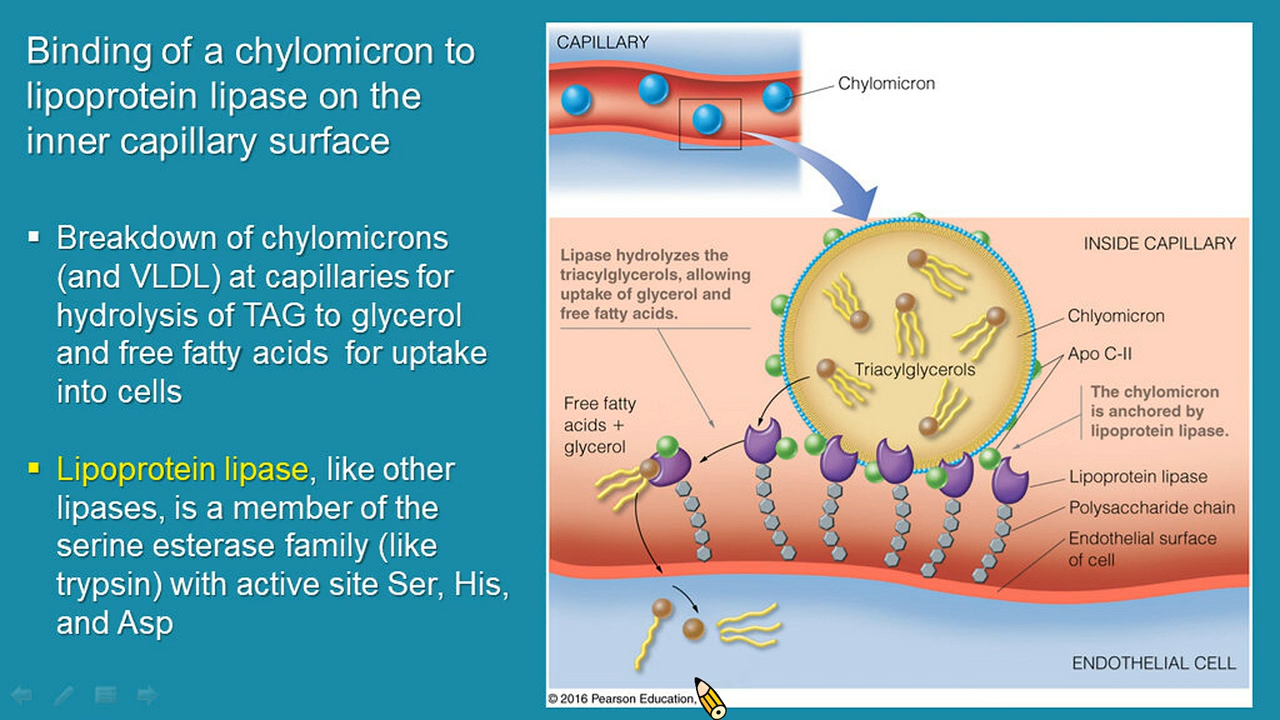 Binding of a chylomicron to
lipoprotein lipase on the
inner capillary surface
▪ Breakdown of chylomicrons
(and VLDL) at capillaries for
hydrolysis of TAG to glycerol
and free fatty acids for uptake
into cells
▪ Lipoprotein lipase, like other
lipases, is a member of the
serine esterase family (like
trypsin) with active site Ser, His,
and Asp
CAPILLARY
Chylomicron
INSIDE CAPILLARY
Lipase hydrolyzes the
triacylglycerols, allowing
uptake of glycerol and
free fatty acids.
Chlyomicron
Apo C-II
Triacylglycerols
The chylomicron
is anchored by
lipoprotein lipase.
Free fatty
acids +
glycerol
Lipoprotein lipase
Polysaccharide chain
Endothelial surface
of cell
ENDOTHELIAL CELL
© 2016 Pearson Education,